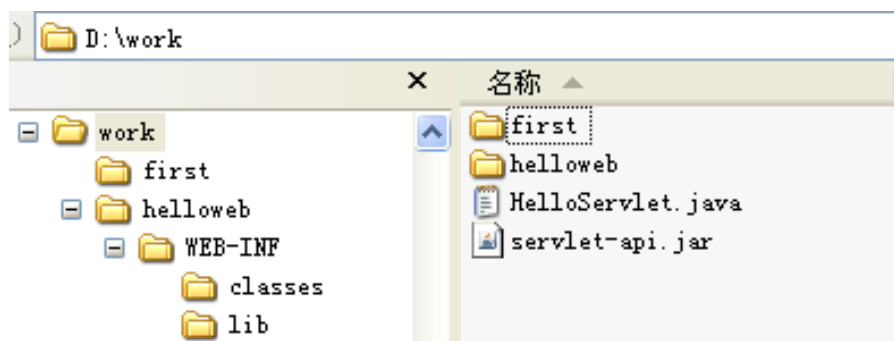 D:\work
名称
work
first
helloweb
WEB-INF
classes
lib
first
helloweb
HelloServlet.java
servlet-api.jar